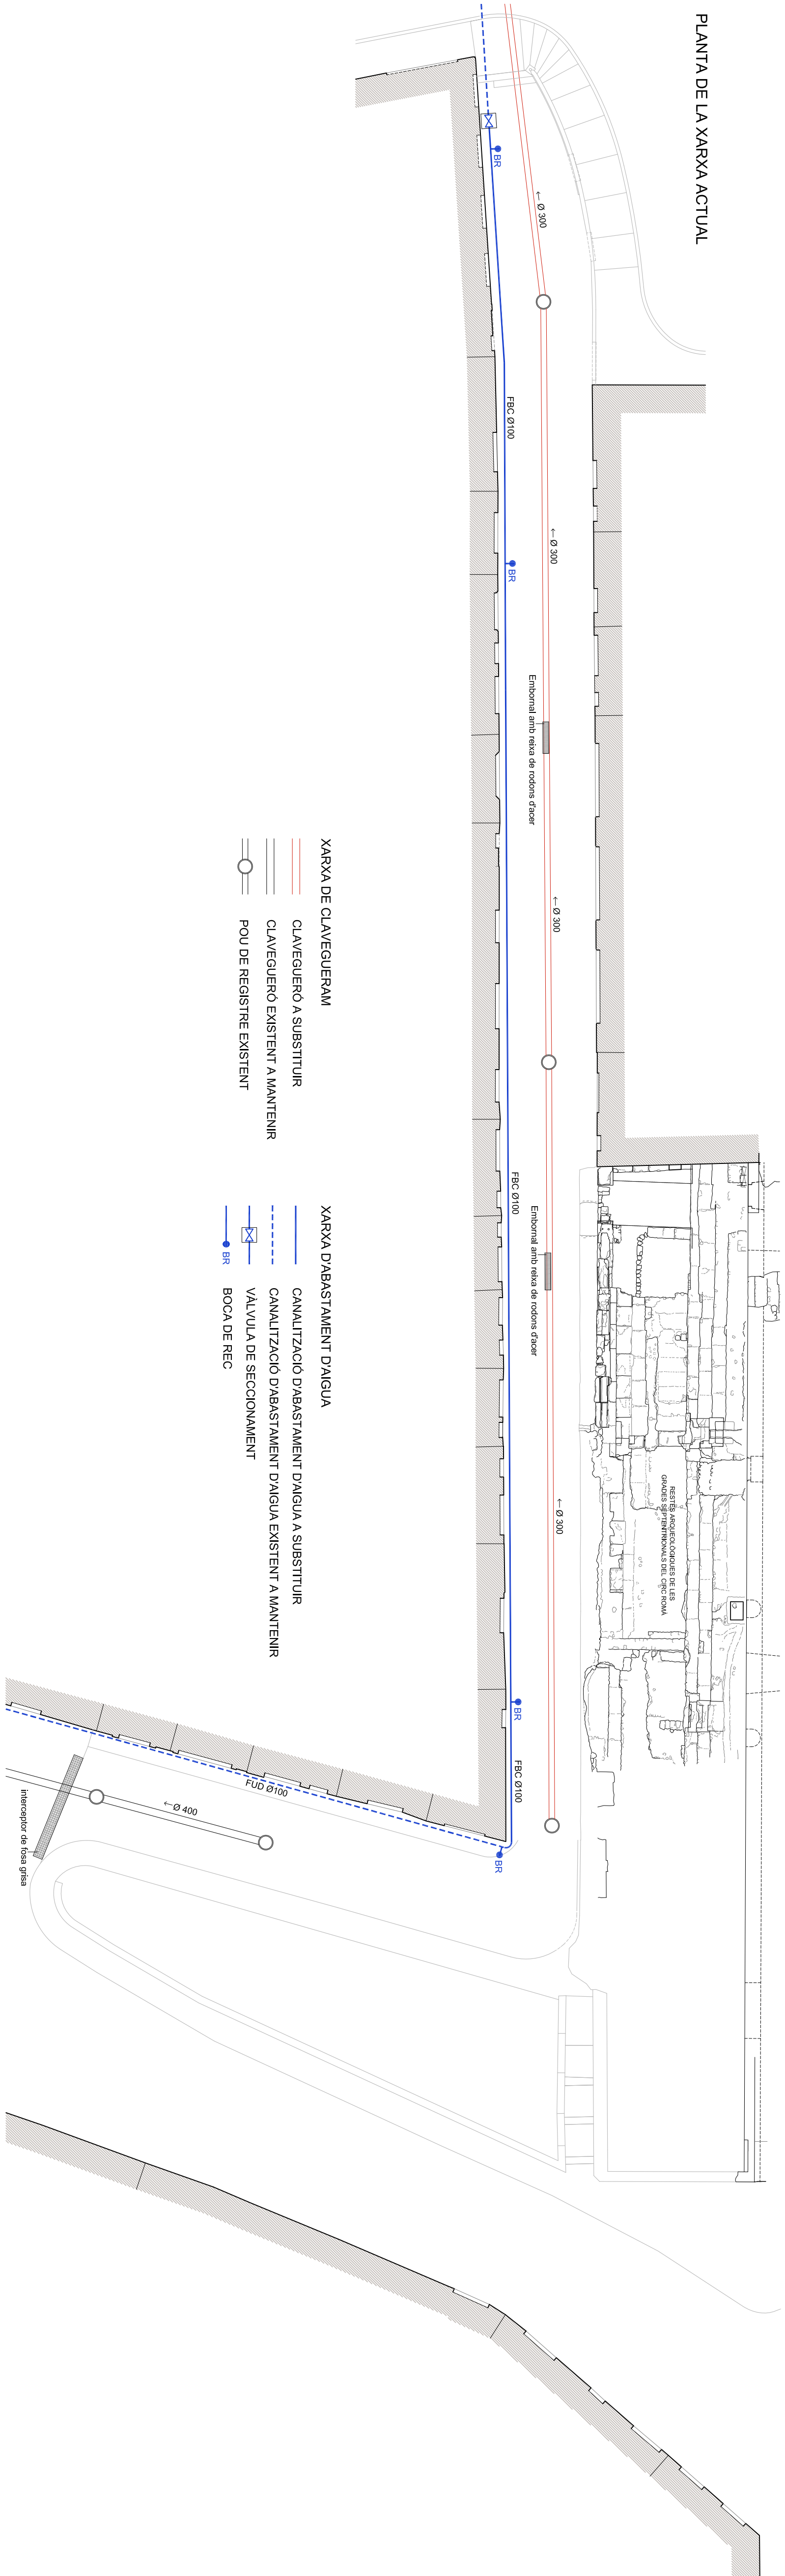 PLANTA DE LA XARXA ACTUAL
BR
← Ø 300
FBC Ø100
← Ø 300
BR
Embornal amb reixa de rodons d'acer
← Ø 300
FBC Ø100
Embornal amb reixa de rodons d'acer
← Ø 300
RESTES ARQUEOLÒGIQUES DE LES
GRADES SEPTENTRIONALS DEL CIRC ROMÀ
BR
FBC Ø100
BR
FUD Ø100
← Ø 400
interceptor de fosa grisa
XARXA DE CLAVEGUERAM
CLAVEGUERÓ A SUBSTITUIR
CLAVEGUERÓ EXISTENT A MANTENIR
POU DE REGISTRE EXISTENT
XARXA D'ABASTAMENT D'AIGUA
CANALITZACIÓ D'ABASTAMENT D'AIGUA A SUBSTITUIR
CANALITZACIÓ D'ABASTAMENT D'AIGUA EXISTENT A MANTENIR
VÀLVULA DE SECCIONAMENT
BR
BOCA DE REC